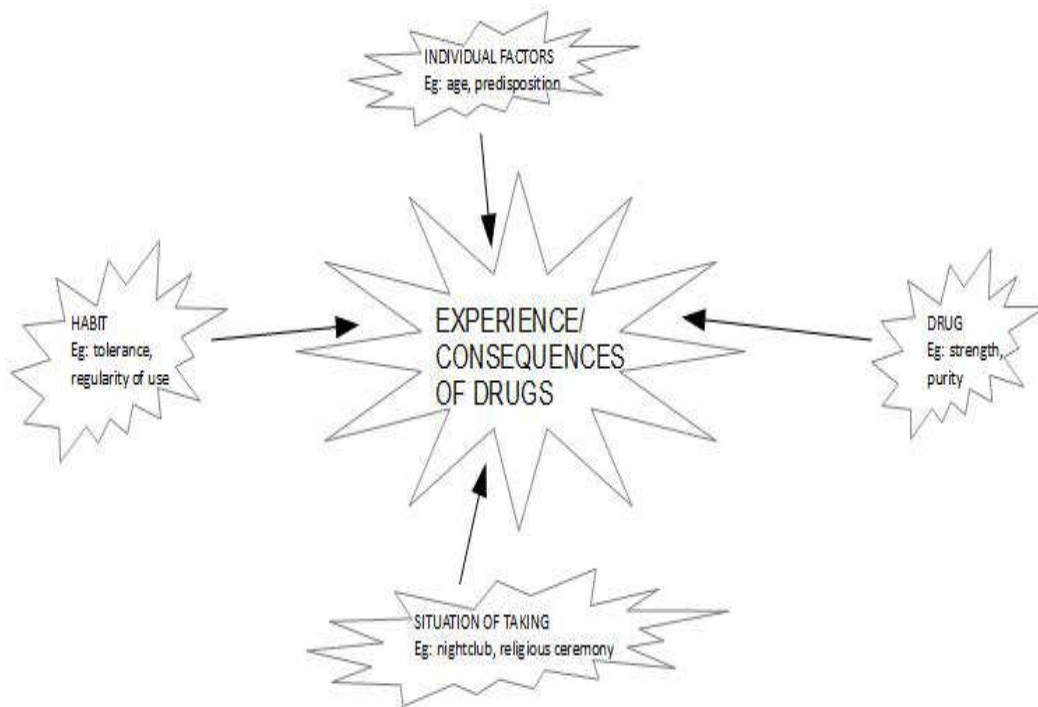 INDIVIDUAL FACTORS
Eg: age, predisposition
HABIT
Eg: tolerance,
regularity of use
EXPERIENCE/
CONSEQUENCES
OF DRUGS
DRUG
Eg: strength,
purity
SITUATION OF TAKING
Eg: nightclub, religious ceremony